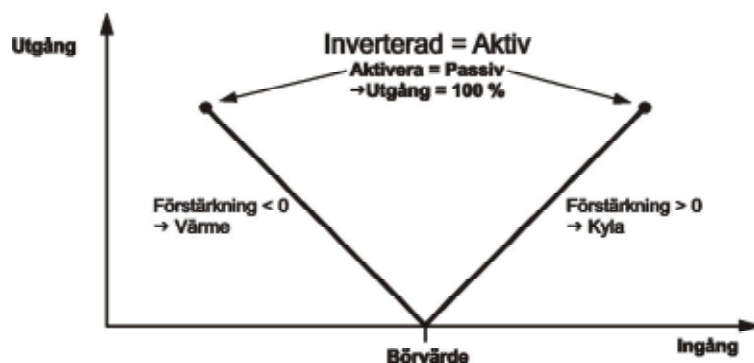 Utgång
Inverterad = Aktiv
Aktivera = Passiv
→Utgång = 100 %
Förstärkning < 0
→ Värme
Förstärkning > 0
→ Kyla
Börvärde
Ingång